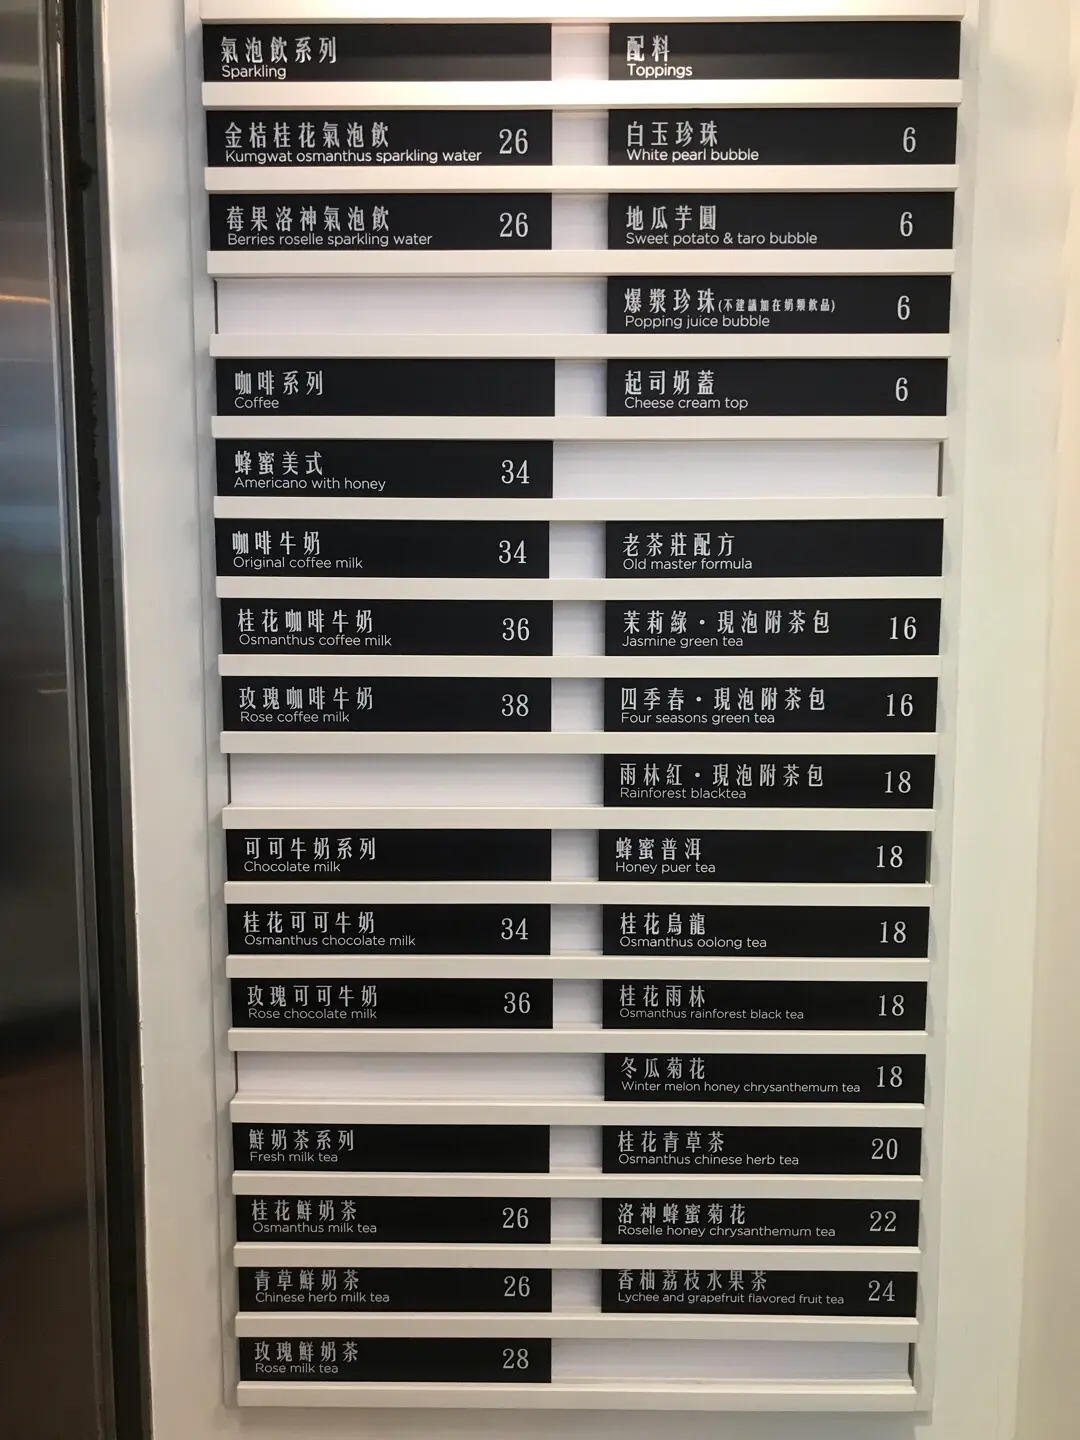 氣泡飲系列
Sparkling
金桔桂花氣泡飲 26
Kumgwat osmanthus sparkling water
莓果洛神氣泡飲 26
Berries roselle sparkling water
咖啡系列
Coffee
蜂蜜美式 34
Americano with honey
咖啡牛奶 34
Original coffee milk
桂花咖啡牛奶 36
Osmanthus coffee milk
玫瑰咖啡牛奶 38
Rose coffee milk
可可牛奶系列
Chocolate milk
桂花可可牛奶 34
Osmanthus chocolate milk
玫瑰可可牛奶 36
Rose chocolate milk
鮮奶茶系列
Fresh milk tea
桂花鮮奶茶 26
Osmanthus milk tea
青草鮮奶茶 26
Chinese herb milk tea
玫瑰鮮奶茶 28
Rose milk tea
配料
Toppings
白玉珍珠 6
White pearl bubble
地瓜芋圓 6
Sweet potato & taro bubble
爆漿珍珠(不建議加在奶類飲品) 6
Popping juice bubble
起司奶蓋 6
Cheese cream top
老茶莊配方
Old master formula
茉莉綠・現泡附茶包 16
Jasmine green tea
四季春・現泡附茶包 16
Four seasons green tea
雨林紅・現泡附茶包 18
Rainforest blacktea
蜂蜜普洱 18
Honey puer tea
桂花烏龍 18
Osmanthus oolong tea
桂花雨林 18
Osmanthus rainforest black tea
冬瓜菊花 18
Winter melon honey chrysanthemum tea
桂花青草茶 20
Osmanthus chinese herb tea
洛神蜂蜜菊花 22
Roselle honey chrysanthemum tea
香柚荔枝水果茶 24
Lychee and grapefruit flavored fruit tea